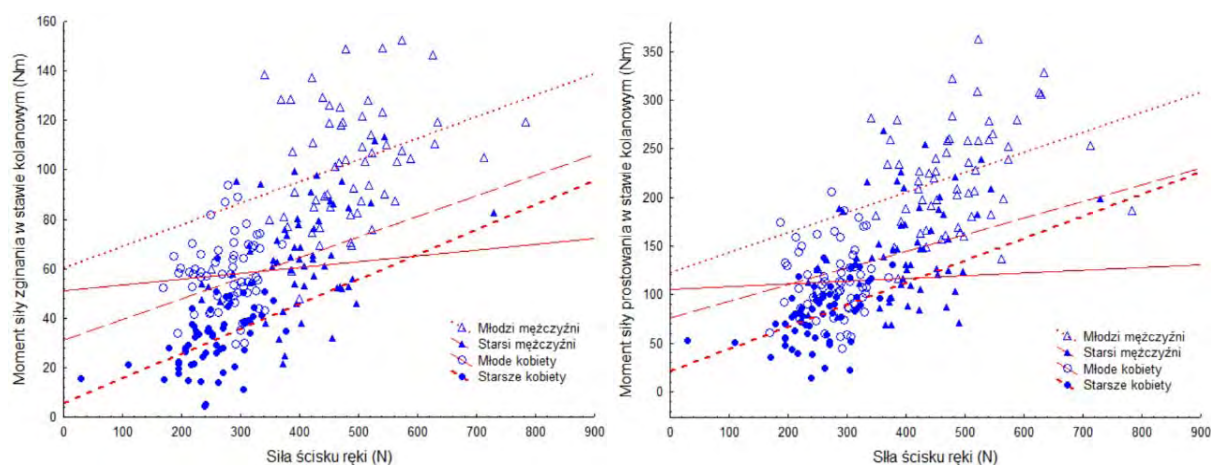 Moment siły zginania w stawie kolanowym (Nm)
160
140
120
100
80
60
40
20
0
0 100 200 300 400 500 600 700 800 900
Siła ścisku ręki (N)
Młodzi mężczyźni
Starsi mężczyźni
Młode kobiety
Starsze kobiety
Moment siły prostowania w stawie kolanowym (Nm)
350
300
250
200
150
100
50
0
0 100 200 300 400 500 600 700 800 900
SIła ścisku ręki (N)
Młodzi mężczyźni
Starsi mężczyźni
Młode kobiety
Starsze kobiety